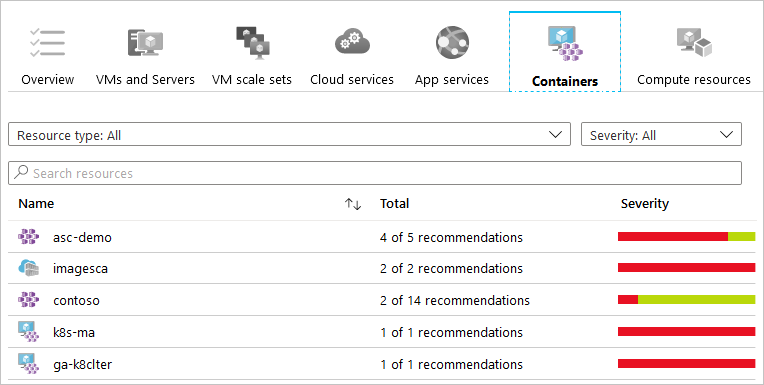 Overview VMs and Servers VM scale sets Cloud services App services Containers Compute resources
Resource type: All Severity: All
Search resources
Name Total Severity
asc-demo 4 of 5 recommendations
imagesca 2 of 2 recommendations
contoso 2 of 14 recommendations
k8s-ma 1 of 1 recommendations
ga-k8clter 1 of 1 recommendations